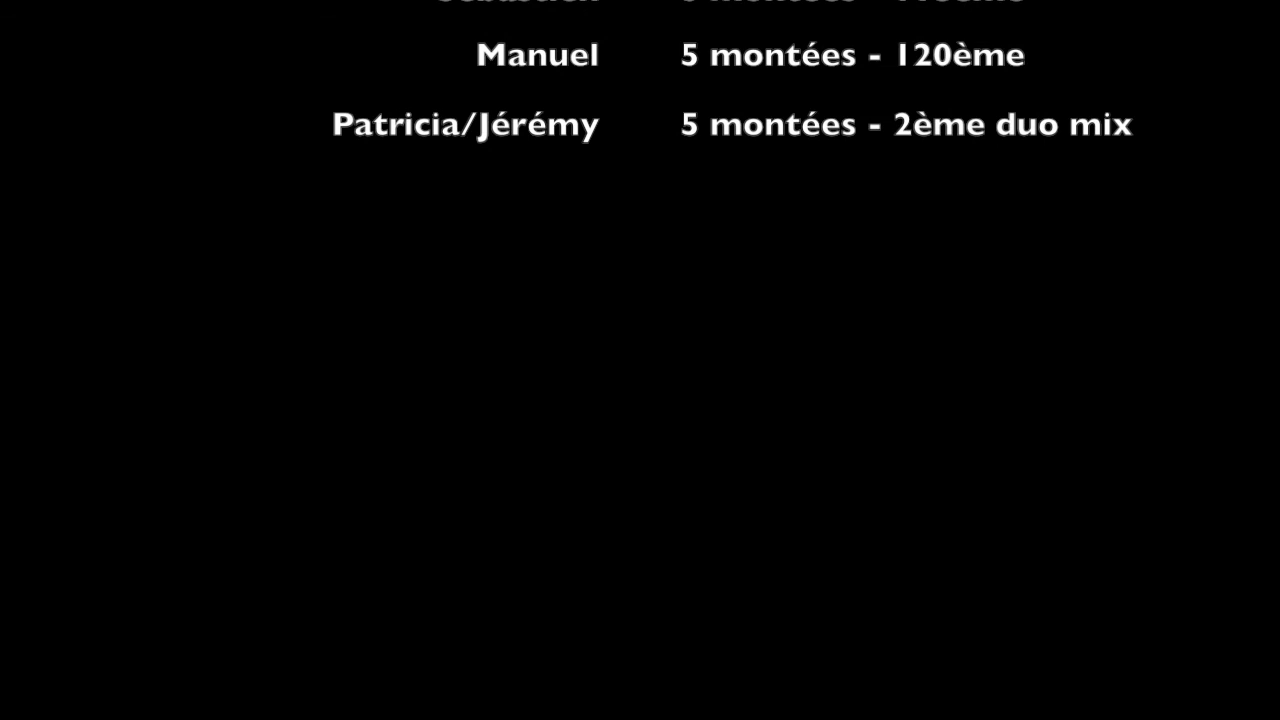 Manuel 5 montées - 120ème
Patricia/Jérémy 5 montées - 2ème duo mix